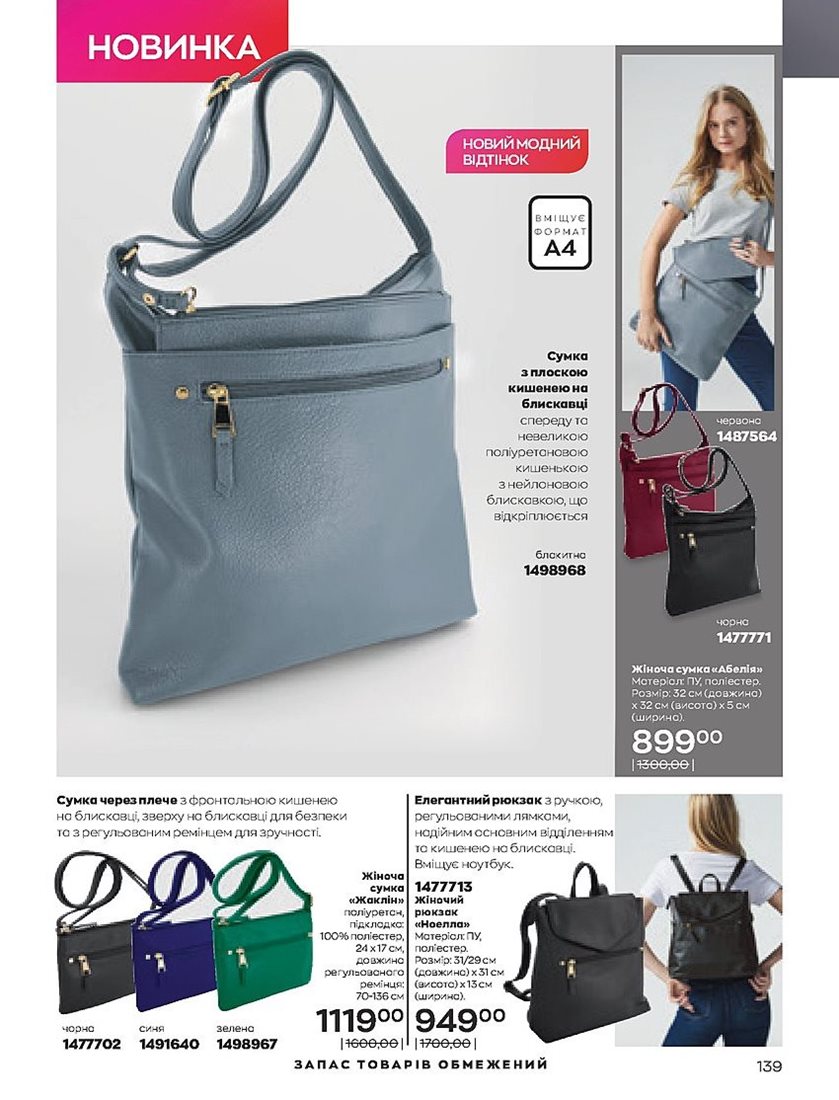 НОВИНКА
НОВИЙ МОДНИЙ
ВІДТІНОК
ВМІЩУЄ
ФОРМАТ
А4
Сумка
з плоскою
кишенею на
блискавці
спереду та
невеликою
поліуретановою
кишенькою
з нейлоновою
блискавкою, що
відкріплюється
блакитна
1498968
червона
1487564
чорна
1477771
Жіноча сумка «Абелія»
Матеріал: ПУ, поліестер.
Розмір: 32 см (довжина)
х 32 см (висота) х 5 см
(ширина).
89900
|1300,00|
Сумка через плече з фронтальною кишенею
на блискавці, зверху на блискавці для безпеки
та з регульованим ремінцем для зручності.
Жіноча
сумка
«Жаклін»
поліуретан,
підкладка:
100% поліестер,
24 х 17 см,
довжина
регульованого
ремінця:
70-136 см
чорна
1477702
синя
1491640
зелена
1498967
111900
|1600,00|
Елегантний рюкзак з ручкою,
регульованими лямками,
надійним основним відділенням
та кишенею на блискавці.
Вміщує ноутбук.
1477713
Жіночий
рюкзак
«Ноелла»
Матеріал: ПУ,
поліестер.
Розмір: 31/29 см
(довжина) х 31 см
(висота) х 13 см
(ширина).
94900
|1700,00|
ЗАПАС ТОВАРІВ ОБМЕЖЕНИЙ
139